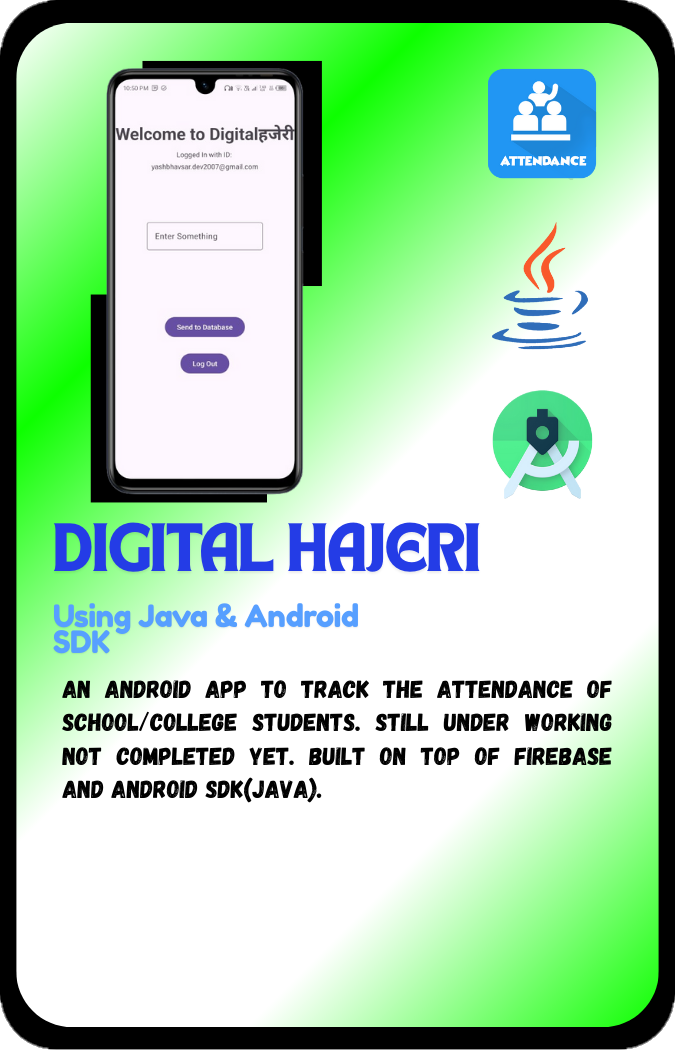 10:50 PM
Welcome to Digitalहजेरी
Logged In with ID:
yashbhavsar.dev2007@gmail.com
Enter Something
Send to Database
Log Out
ATTENDANCE
DIGITAL HAJERI
Using Java & Android
SDK
AN ANDROID APP TO TRACK THE ATTENDANCE OF
SCHOOL/COLLEGE STUDENTS. STILL UNDER WORKING
NOT COMPLETED YET. BUILT ON TOP OF FIREBASE
AND ANDROID SDK(JAVA).